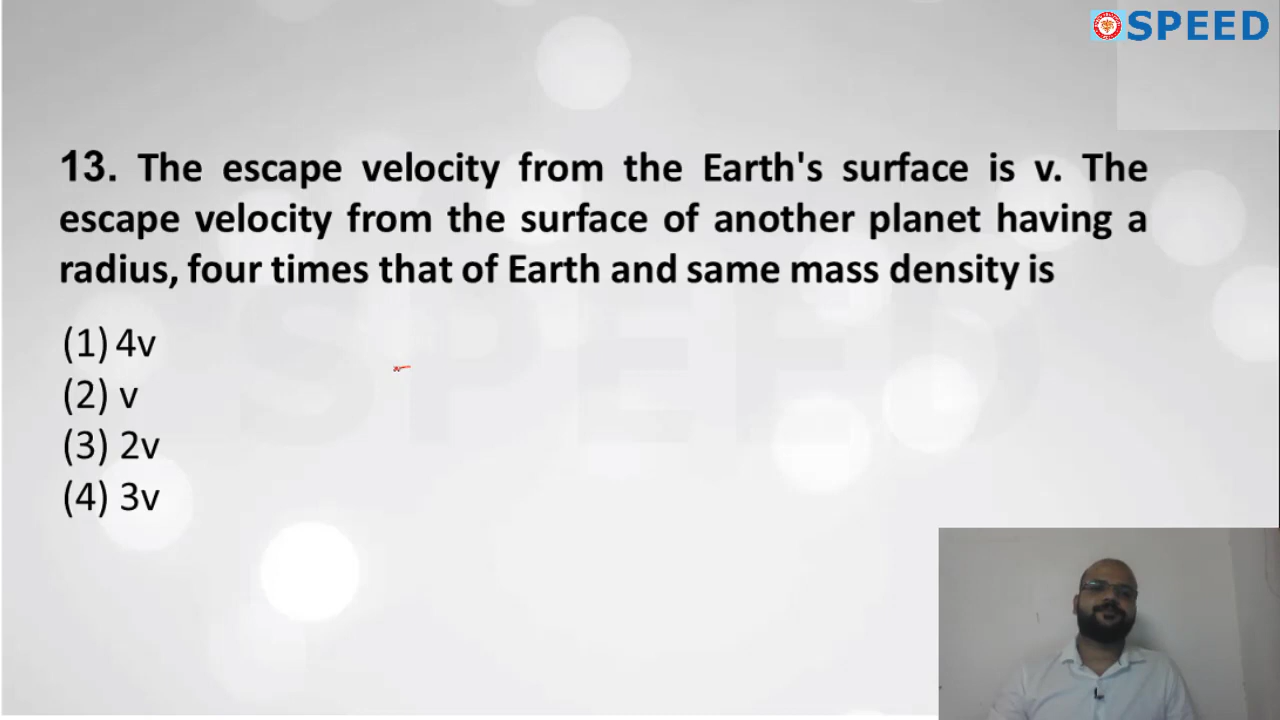 SPEED
13. The escape velocity from the Earth's surface is v. The
escape velocity from the surface of another planet having a
radius, four times that of Earth and same mass density is
(1) 4v
(2) v
(3) 2v
(4) 3v
SPEED